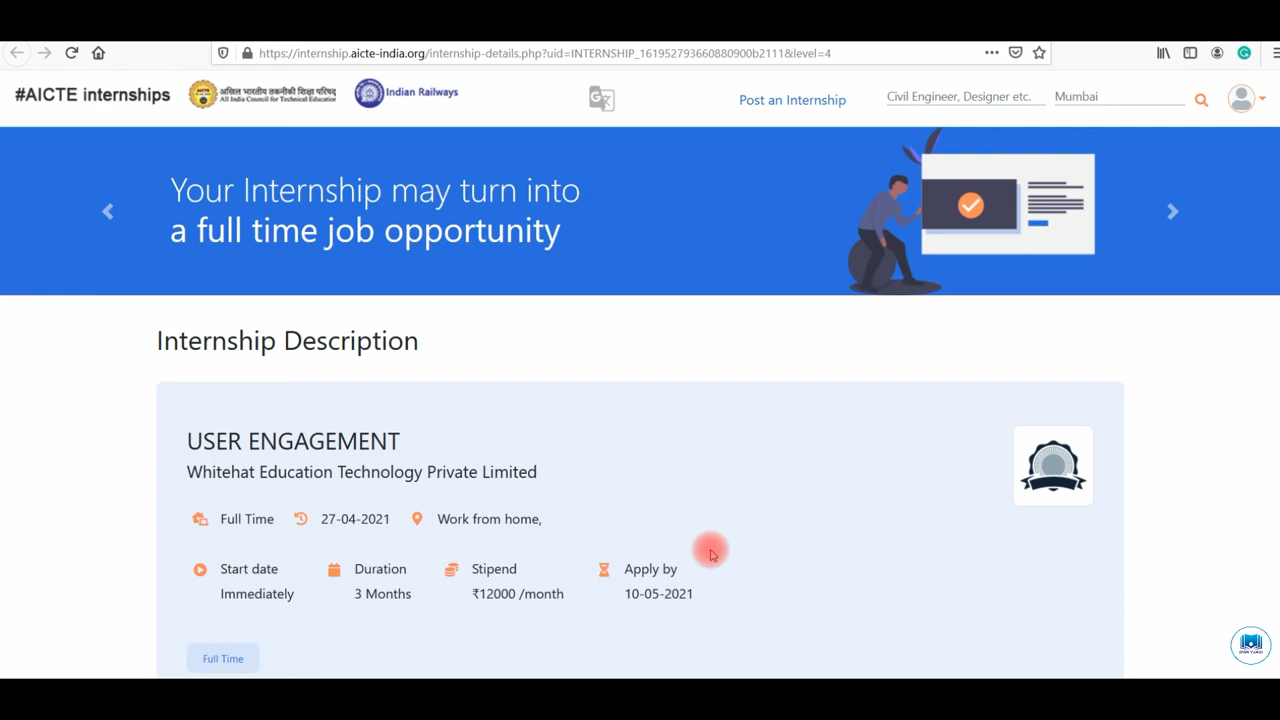 https://internship.aicte-india.org/internship-details.php?uid=INTERNSHIP_161952793660880900b2111&level=4
#AICTE internships
अखिल भारतीय तकनीकी शिक्षा परिषद्
All India Council for Technical Education
Indian Railways
Post an Internship
Civil Engineer, Designer etc.
Mumbai
Your Internship may turn into
a full time job opportunity
Internship Description
USER ENGAGEMENT
Whitehat Education Technology Private Limited
Full Time
27-04-2021
Work from home,
Start date
Immediately
Duration
3 Months
Stipend
₹12000 /month
Apply by
10-05-2021
Full Time